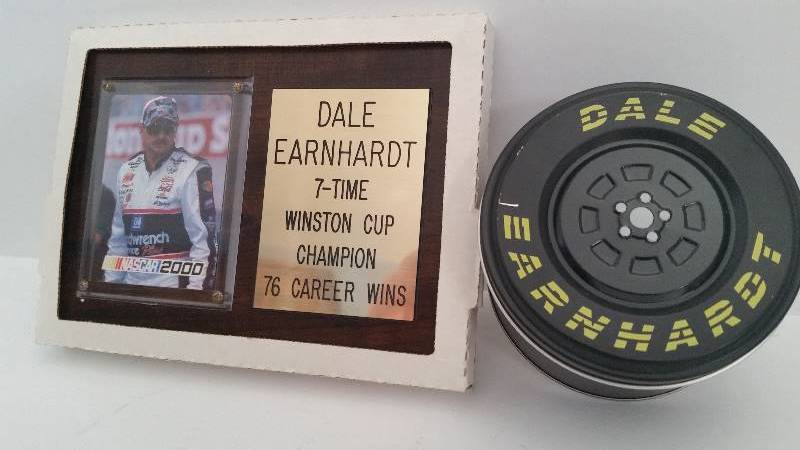 NASCAR 2000
DALE
EARNHARDT
7-TIME
WINSTON CUP
CHAMPION
76 CAREER WINS
DALE
EARNHARDT